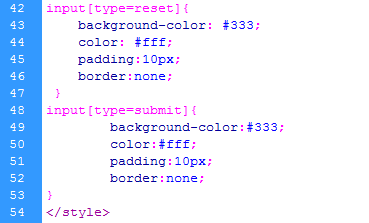 42 input[type=reset]{
43     background-color: #333;
44     color: #fff;
45     padding:10px;
46     border:none;
47  }
48 input[type=submit]{
49         background-color:#333;
50         color:#fff;
51         padding:10px;
52         border:none;
53 }
54 </style>